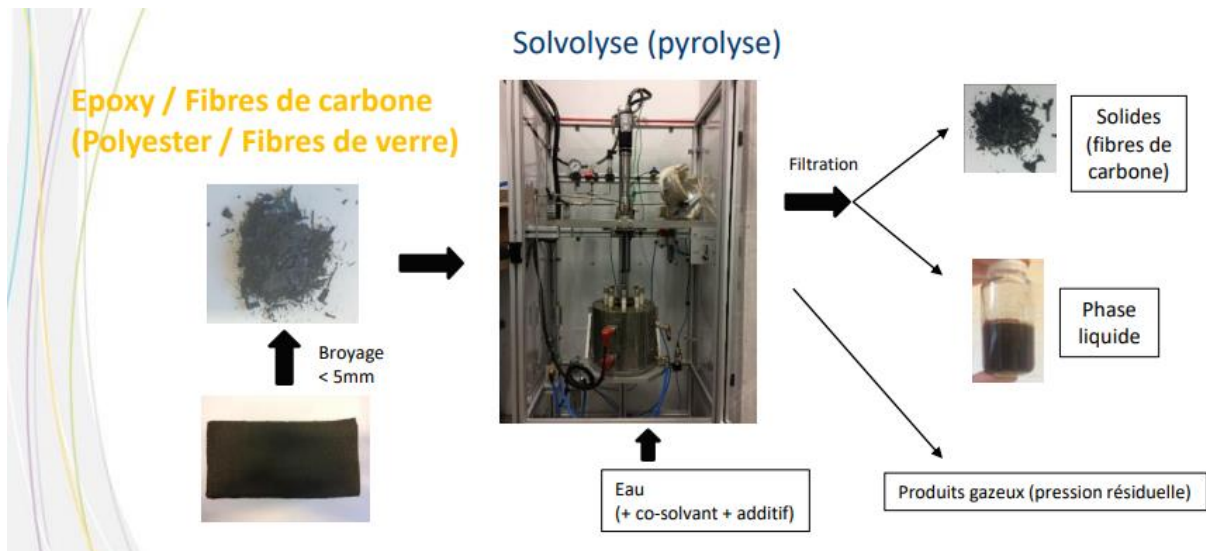 Solvolyse (pyrolyse)
Epoxy / Fibres de carbone
(Polyester / Fibres de verre)
Broyage
< 5mm
Eau
(+ co-solvant + additif)
Filtration
Solides
(fibres de
carbone)
Phase
liquide
Produits gazeux (pression résiduelle)